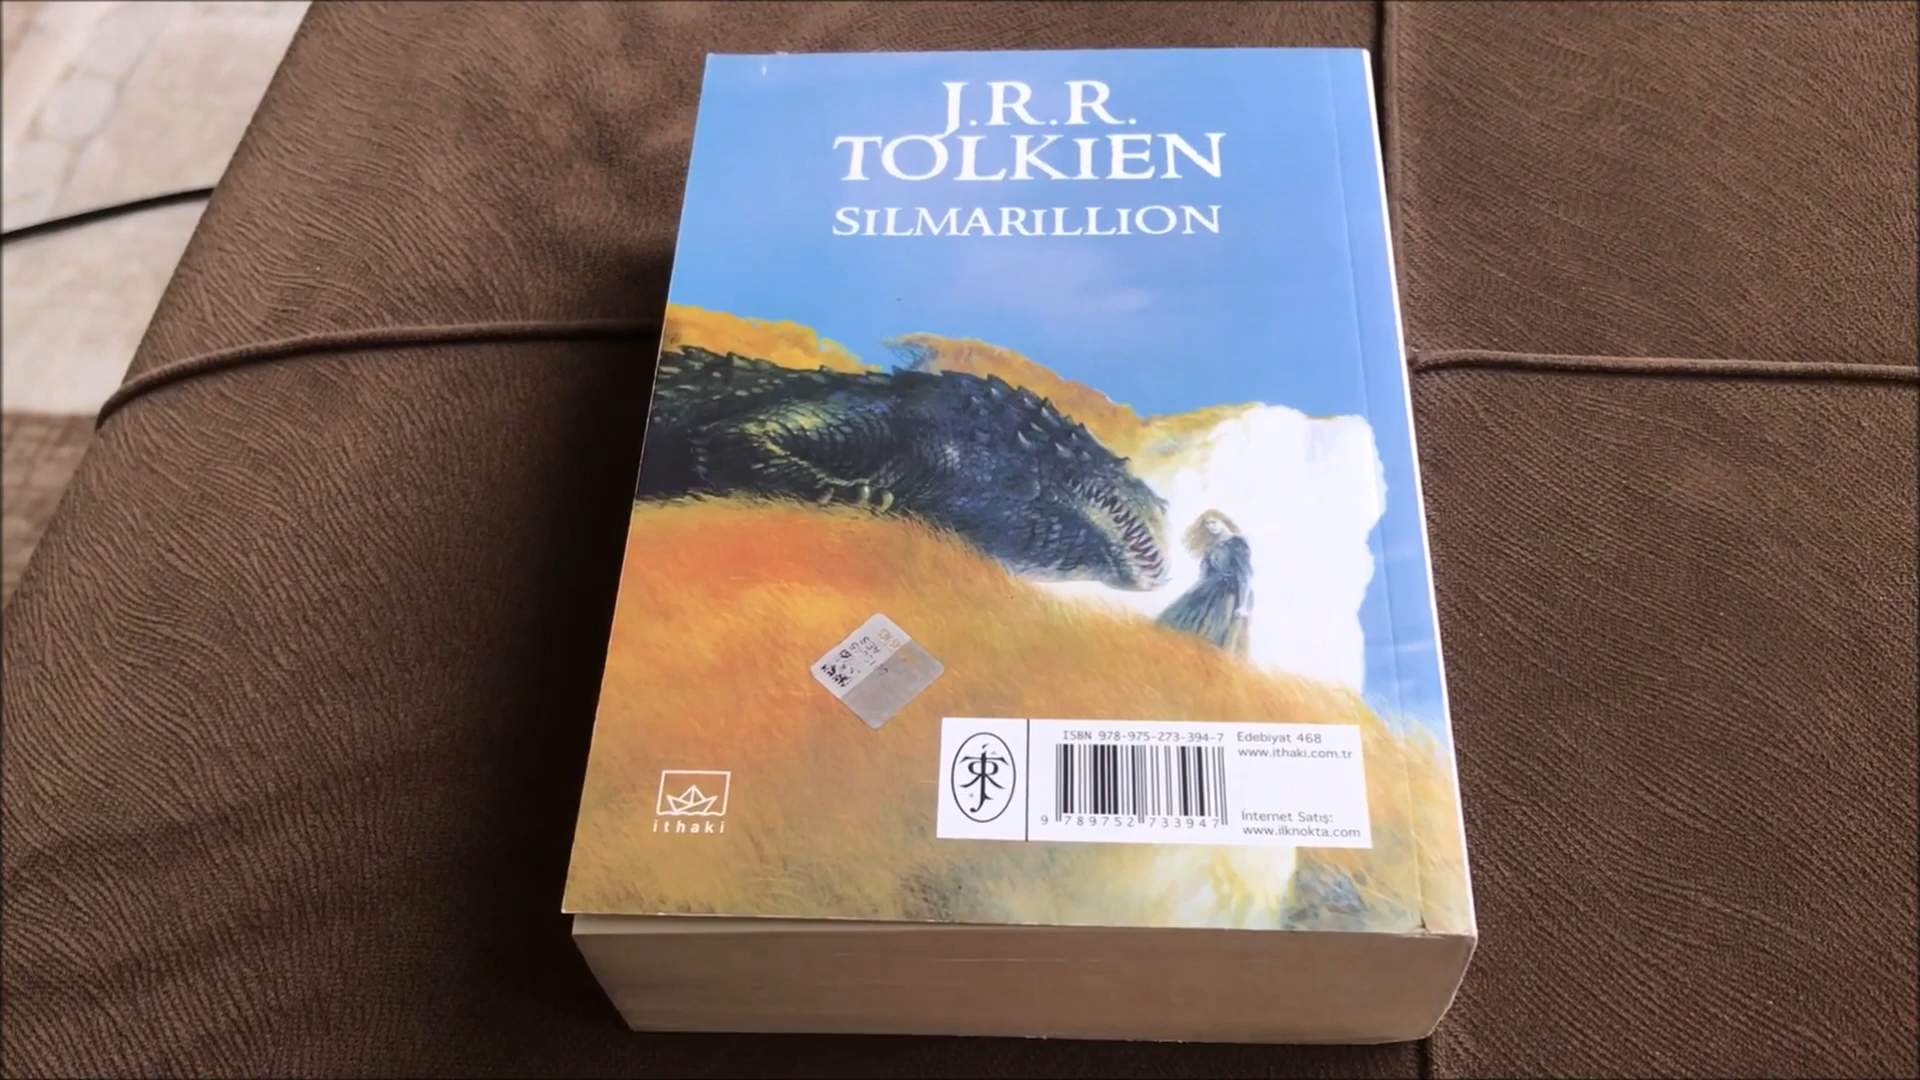 J.R.R.
TOLKIEN
SILMARILLION
ISBN 978-975-273-394-7
Edebiyat 468
www.ithaki.com.tr
9 789752 733947
İnternet Satış:
www.ilknokta.com
ithaki